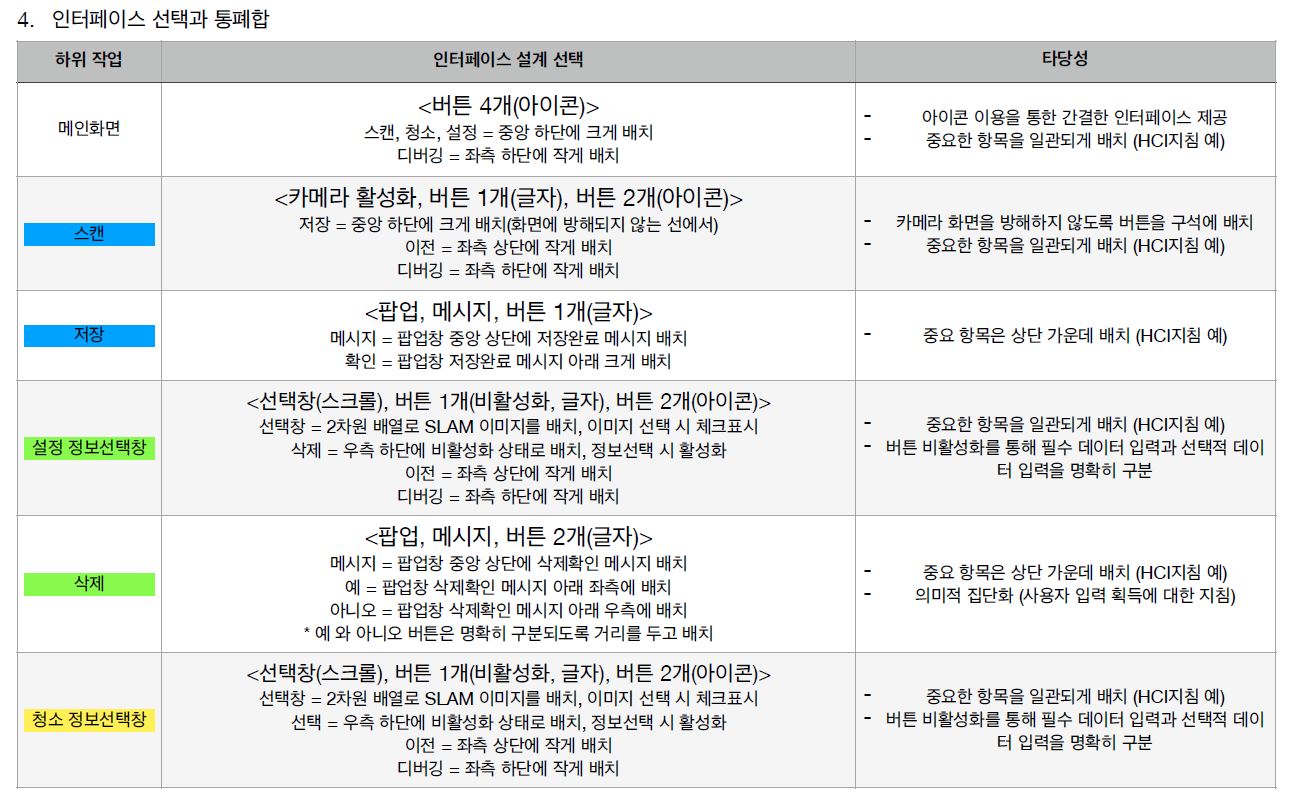 4. 인터페이스 선택과 통폐합
하위 작업
인터페이스 설계 선택
타당성
메인화면
<버튼 4개(아이콘)>
스캔, 청소, 설정 = 중앙 하단에 크게 배치
디버깅 = 좌측 하단에 작게 배치
- 아이콘 이용을 통한 간결한 인터페이스 제공
- 중요한 항목을 일관되게 배치 (HCI지침 예)
스캔
<카메라 활성화, 버튼 1개(글자), 버튼 2개(아이콘)>
저장 = 중앙 하단에 크게 배치(화면에 방해되지 않는 선에서)
이전 = 좌측 상단에 작게 배치
디버깅 = 좌측 하단에 작게 배치
- 카메라 화면을 방해하지 않도록 버튼을 구석에 배치
- 중요한 항목을 일관되게 배치 (HCI지침 예)
저장
<팝업, 메시지, 버튼 1개(글자)>
메시지 = 팝업창 중앙 상단에 저장완료 메시지 배치
확인 = 팝업창 저장완료 메시지 아래 크게 배치
- 중요 항목은 상단 가운데 배치 (HCI지침 예)
설정 정보선택창
<선택창(스크롤), 버튼 1개(비활성화, 글자), 버튼 2개(아이콘)>
선택창 = 2차원 배열로 SLAM 이미지를 배치, 이미지 선택 시 체크표시
삭제 = 우측 하단에 비활성화 상태로 배치, 정보선택 시 활성화
이전 = 좌측 상단에 작게 배치
디버깅 = 좌측 하단에 작게 배치
- 중요한 항목을 일관되게 배치 (HCI지침 예)
- 버튼 비활성화를 통해 필수 데이터 입력과 선택적 데이
터 입력을 명확히 구분
삭제
<팝업, 메시지, 버튼 2개(글자)>
메시지 = 팝업창 중앙 상단에 삭제확인 메시지 배치
예 = 팝업창 삭제확인 메시지 아래 좌측에 배치
아니오 = 팝업창 삭제확인 메시지 아래 우측에 배치
* 예 와 아니오 버튼은 명확히 구분되도록 거리를 두고 배치
- 중요 항목은 상단 가운데 배치 (HCI지침 예)
- 의미적 집단화 (사용자 입력 획득에 대한 지침)
청소 정보선택창
<선택창(스크롤), 버튼 1개(비활성화, 글자), 버튼 2개(아이콘)>
선택창 = 2차원 배열로 SLAM 이미지를 배치, 이미지 선택 시 체크표시
선택 = 우측 하단에 비활성화 상태로 배치, 정보선택 시 활성화
이전 = 좌측 상단에 작게 배치
디버깅 = 좌측 하단에 작게 배치
- 중요한 항목을 일관되게 배치 (HCI지침 예)
- 버튼 비활성화를 통해 필수 데이터 입력과 선택적 데이
터 입력을 명확히 구분